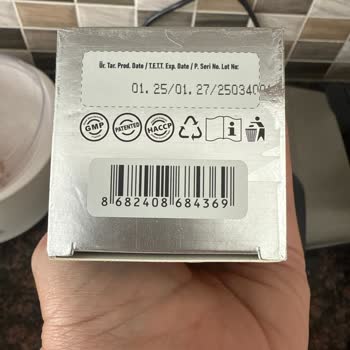 Ür. Tar. Prod. Date / T.E.T.T. Exp. Date / P. Seri No. Lot No:
01. 25/01. 27/2503400
GMP PATENTED HACCP
8 682408 684369